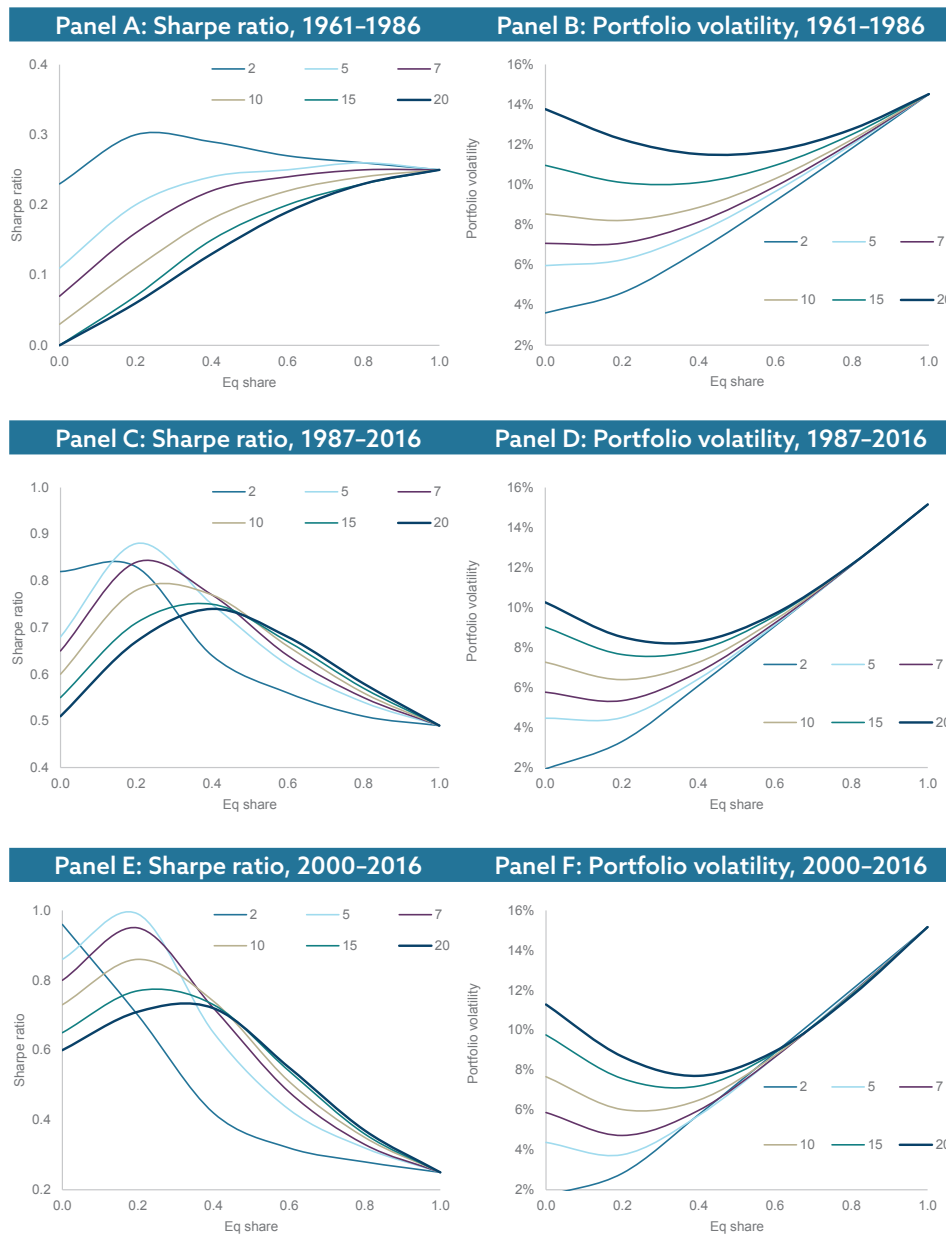 Panel A: Sharpe ratio, 1961–1986
0.4
0.3
0.2
0.1
0.0
Sharpe ratio
2 5 7
10 15 20
0.0 0.2 0.4 0.6 0.8 1.0
Eq share
Panel B: Portfolio volatility, 1961–1986
16%
14%
12%
10%
8%
6%
4%
2%
Portfolio volatility
2 5 7
10 15 20
0.0 0.2 0.4 0.6 0.8 1.0
Eq share
Panel C: Sharpe ratio, 1987–2016
1.0
0.9
0.8
0.7
0.6
0.5
0.4
Sharpe ratio
2 5 7
10 15 20
0.0 0.2 0.4 0.6 0.8 1.0
Eq share
Panel D: Portfolio volatility, 1987–2016
16%
14%
12%
10%
8%
6%
4%
2%
Portfolio volatility
2 5 7
10 15 20
0.0 0.2 0.4 0.6 0.8 1.0
Eq share
Panel E: Sharpe ratio, 2000–2016
1.0
0.8
0.6
0.4
0.2
Sharpe ratio
2 5 7
10 15 20
0.0 0.2 0.4 0.6 0.8 1.0
Eq share
Panel F: Portfolio volatility, 2000–2016
16%
14%
12%
10%
8%
6%
4%
2%
Portfolio volatility
2 5 7
10 15 20
0.0 0.2 0.4 0.6 0.8 1.0
Eq share